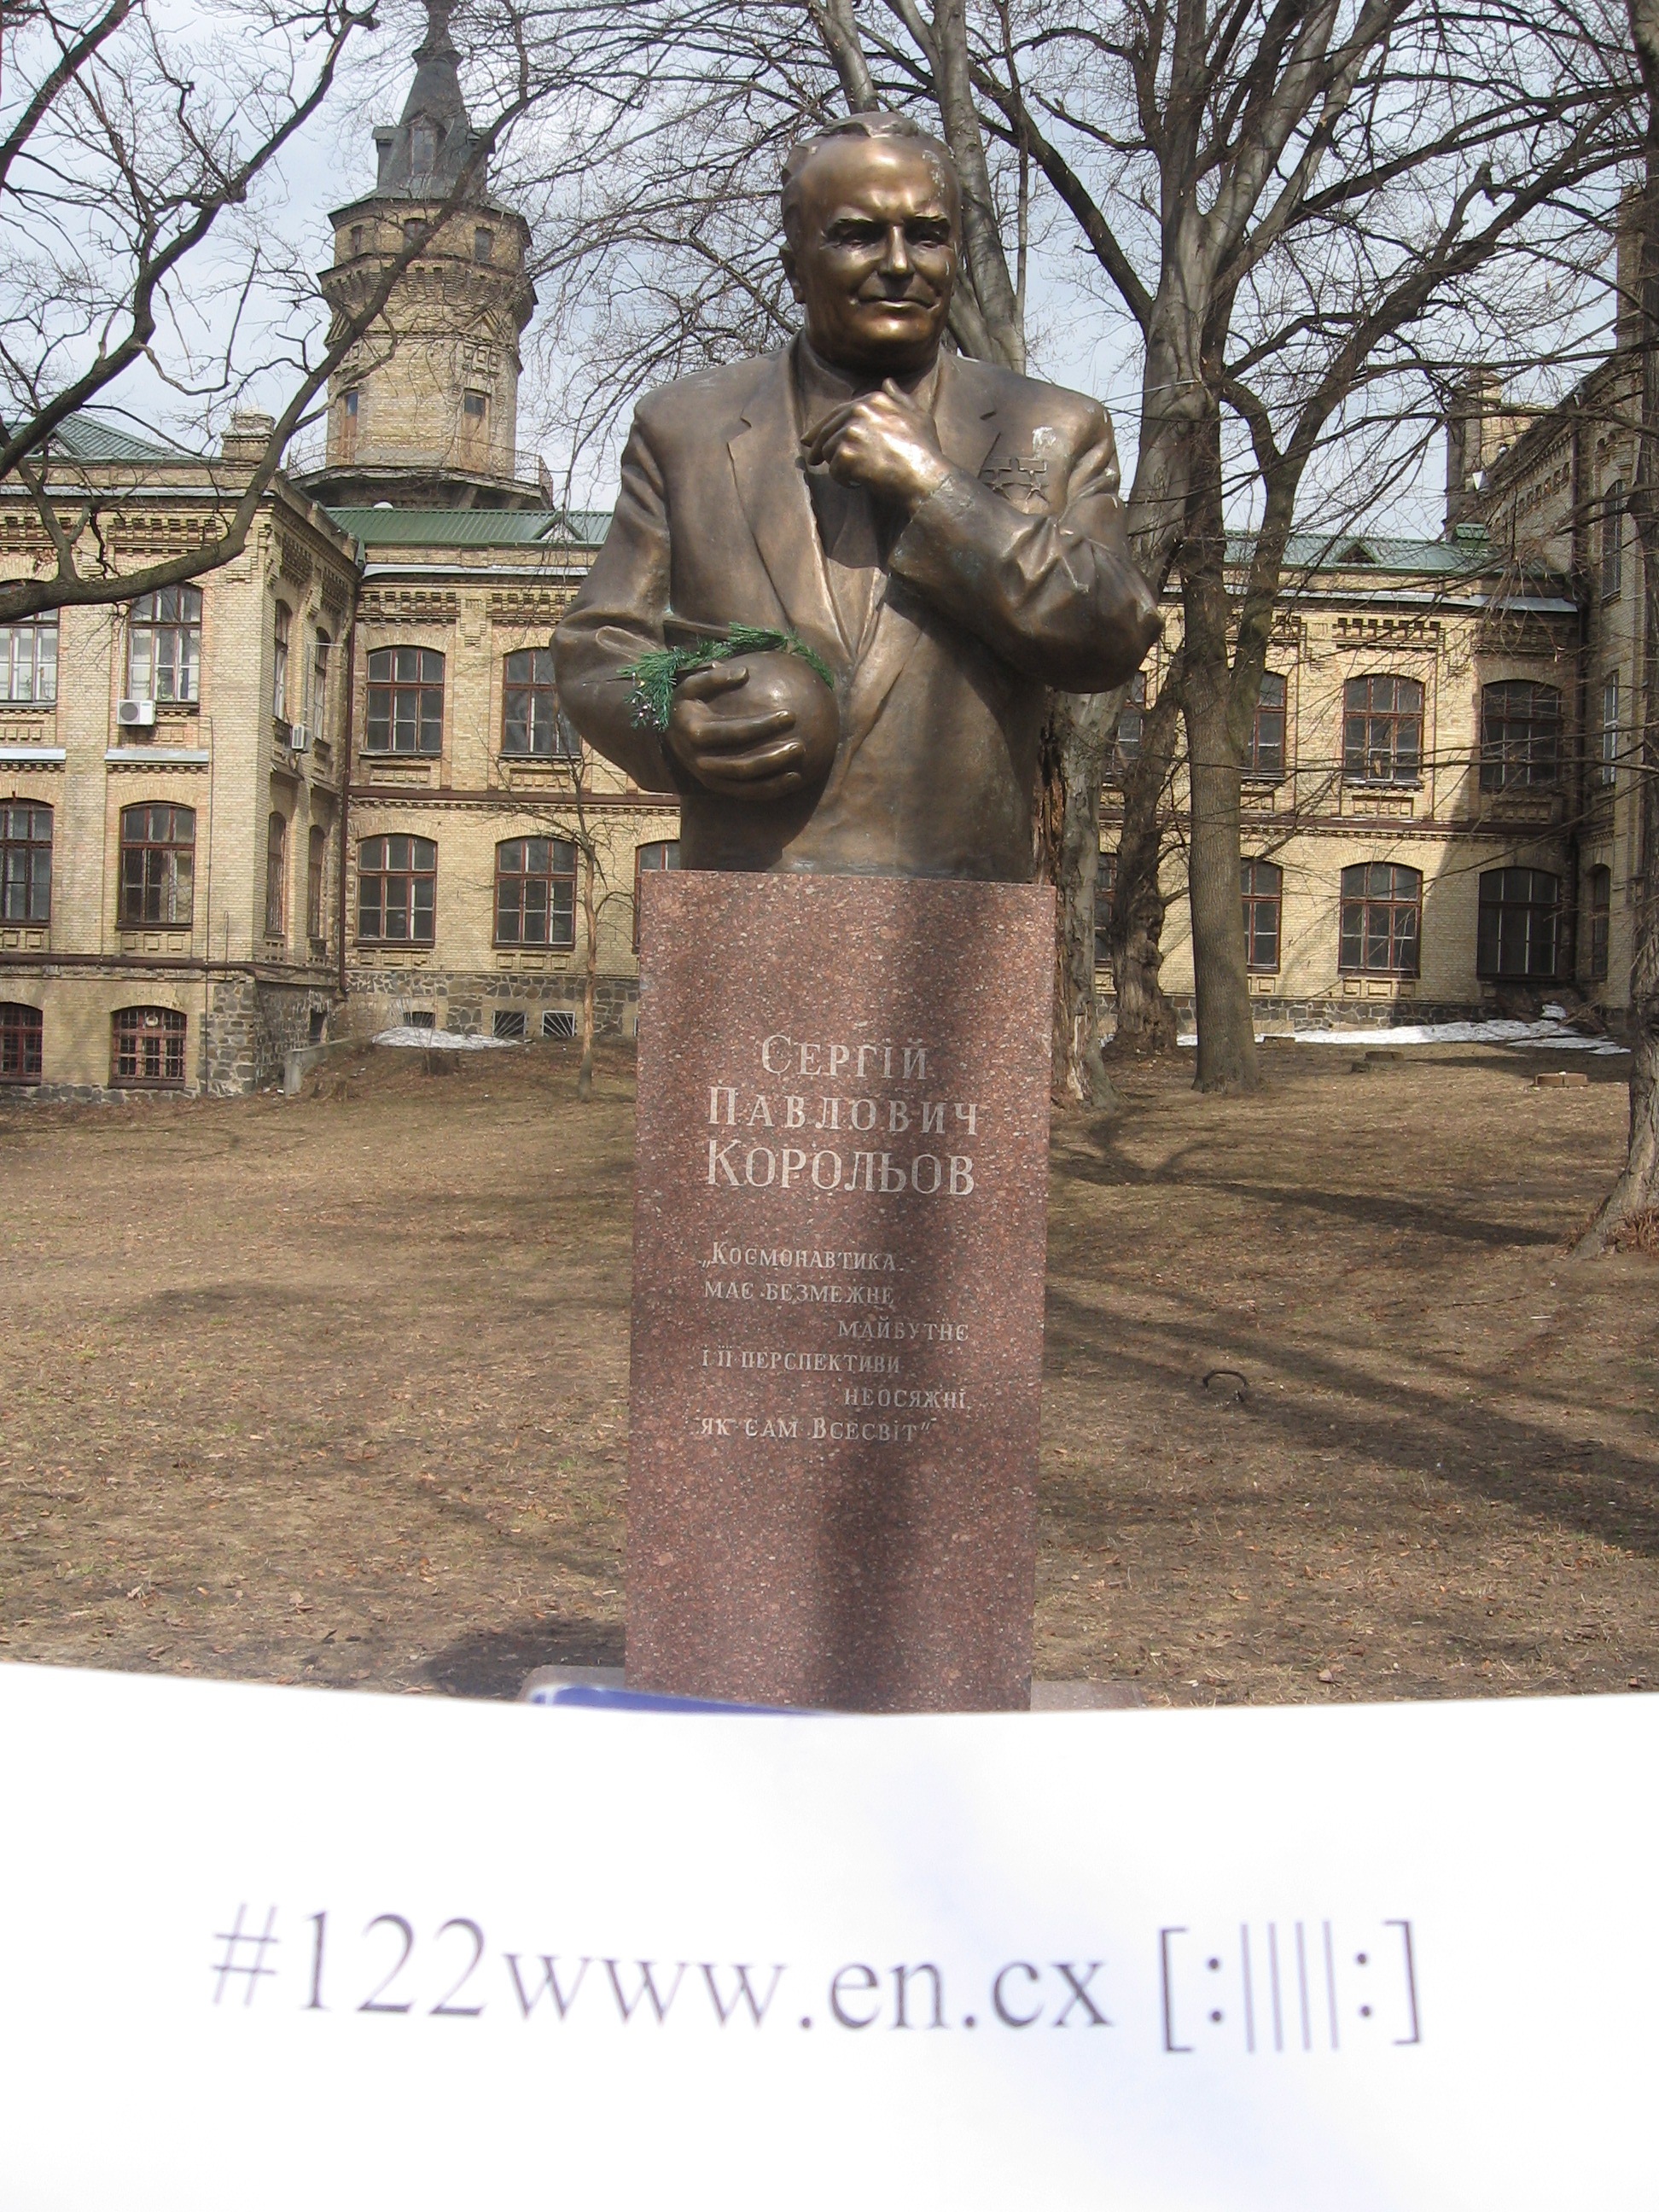 Сергій
Павлович
Корольов
„Космонавтика
має безмежне
майбутнє
і її перспективи
неосяжні,
як сам Всесвіт“
#122www.en.cx [:||||:]